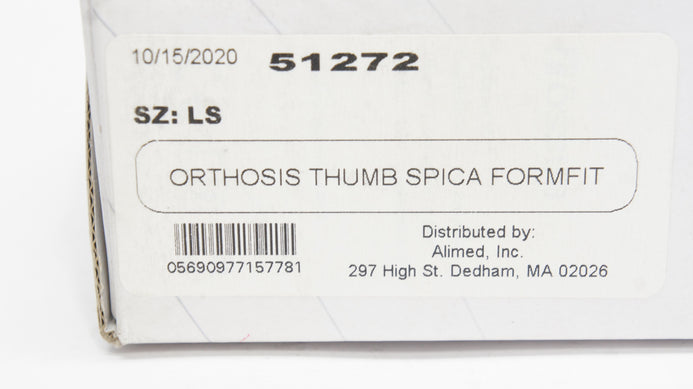 10/15/2020 51272
SZ: LS
ORTHOSIS THUMB SPICA FORMFIT
05690977157781
Distributed by:
Alimed, Inc.
297 High St. Dedham, MA 02026